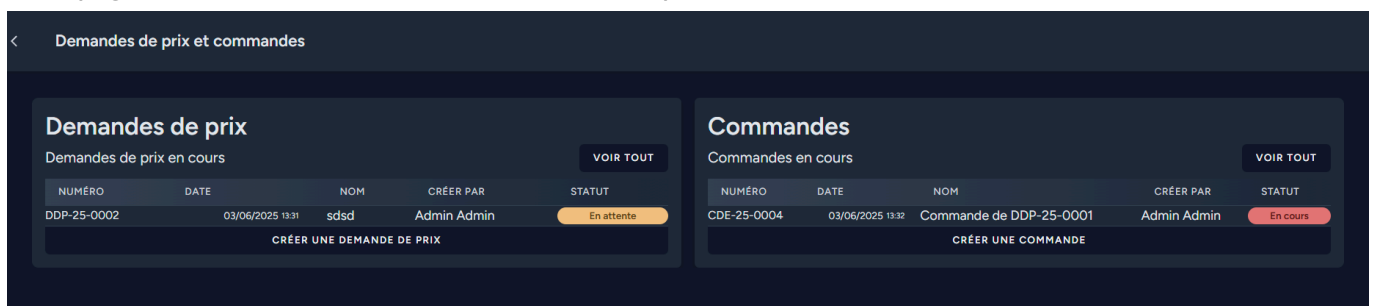 Demandes de prix et commandes
Demandes de prix
Demandes de prix en cours VOIR TOUT
NUMÉRO DATE NOM CRÉER PAR STATUT
DDP-25-0002 03/06/2025 13:31 sdsd Admin Admin En attente
CRÉER UNE DEMANDE DE PRIX
Commandes
Commandes en cours VOIR TOUT
NUMÉRO DATE NOM CRÉER PAR STATUT
CDE-25-0004 03/06/2025 13:32 Commande de DDP-25-0001 Admin Admin En cours
CRÉER UNE COMMANDE